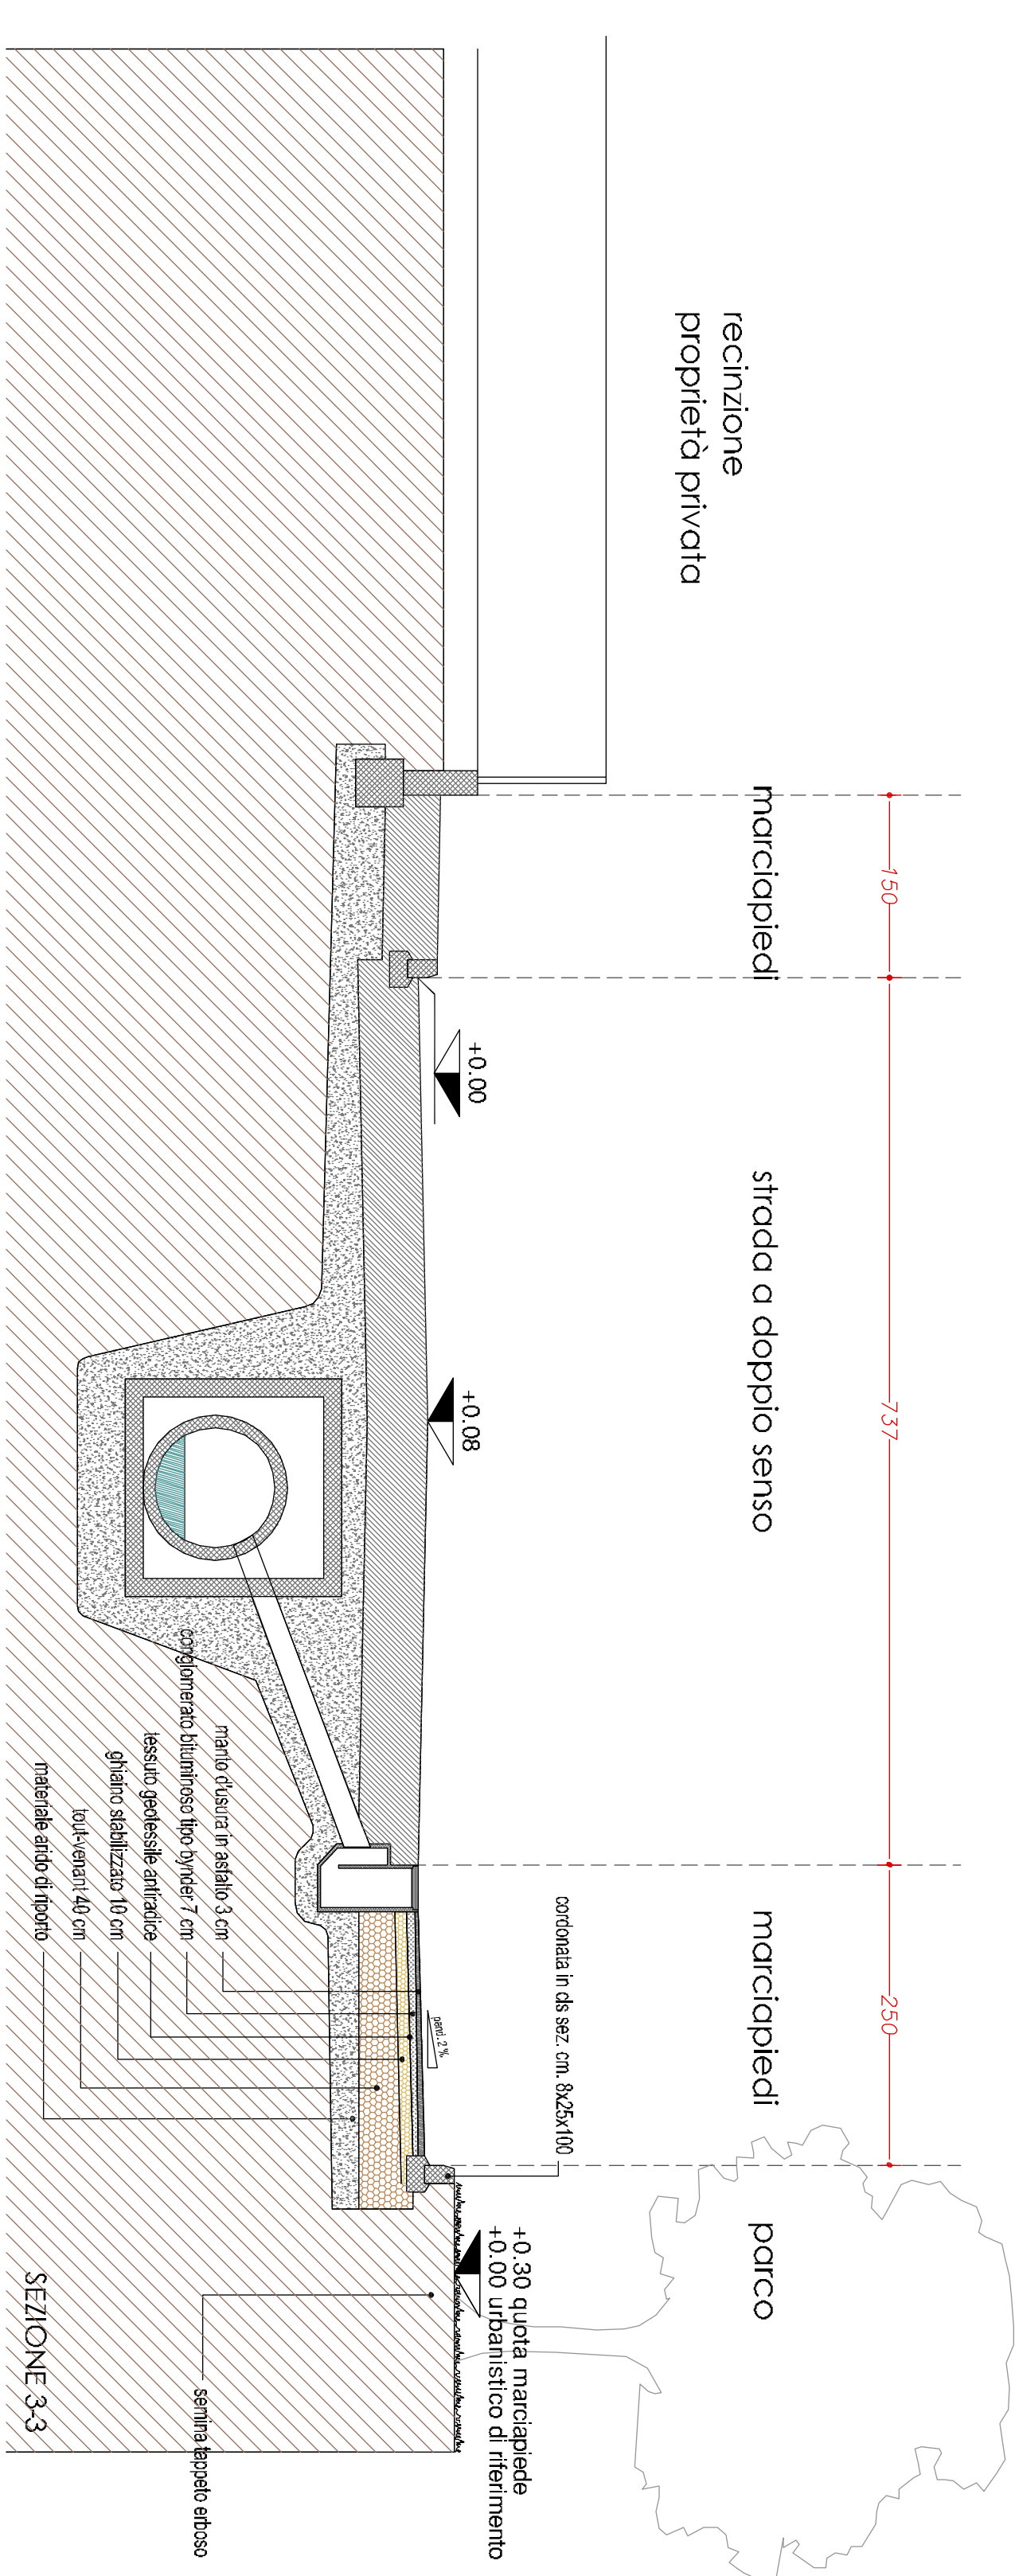 recinzione
proprietà privata
marciapiedi
150
strada a doppio senso
737
marciapiedi
250
parco
+0.00
+0.08
+0.30 quota marciapiede
+0.00 urbanistico di riferimento
cordonata in cls sez. cm. 8x25x100
pend. 2 %
manto d'usura in asfalto 3 cm
conglomerato bituminoso tipo bynder 7 cm
tessuto geotessile antiradice
ghiaino stabilizzato 10 cm
tout-venant 40 cm
materiale arido di riporto
semina tappeto erboso
SEZIONE 3-3